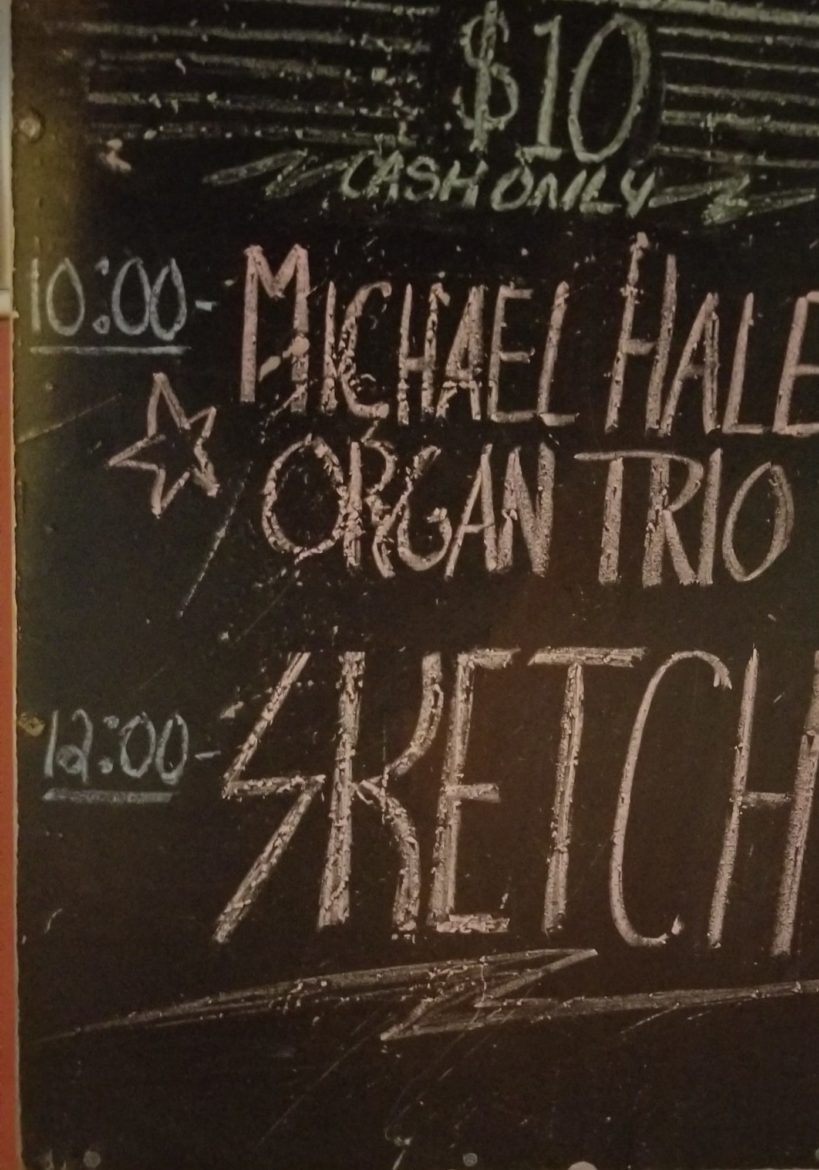 $10
CASH ONLY
10:00- MICHAEL HALE
ORGAN TRIO
12:00- SKETCH